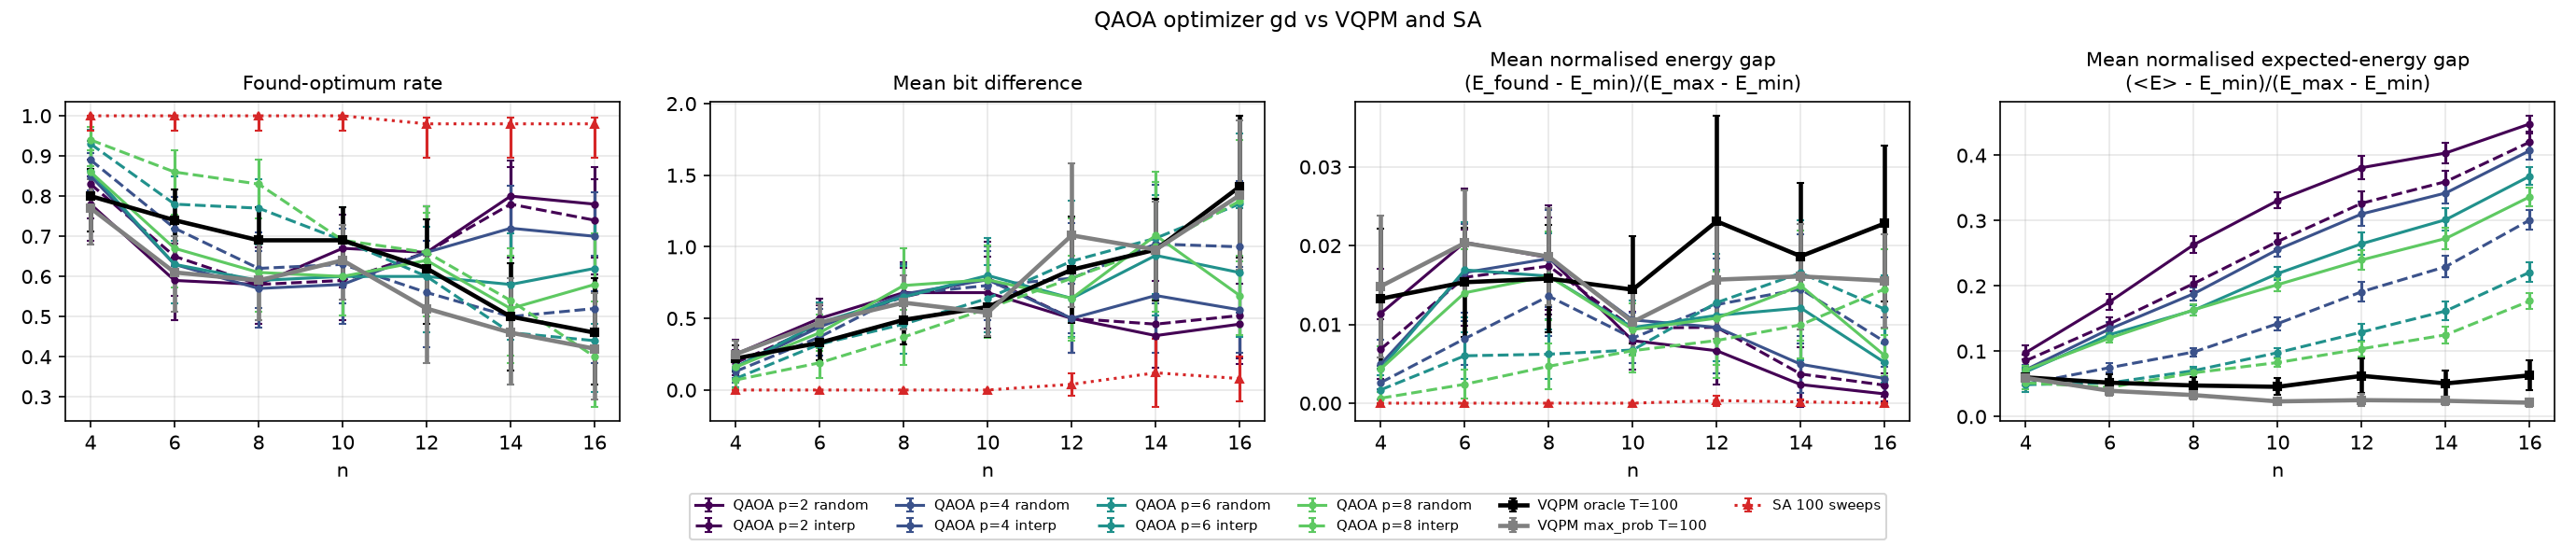 QAOA optimizer gd vs VQPM and SA
Found-optimum rate
1.0
0.9
0.8
0.7
0.6
0.5
0.4
0.3
4 6 8 10 12 14 16
n
Mean bit difference
2.0
1.5
1.0
0.5
0.0
4 6 8 10 12 14 16
n
Mean normalised energy gap
(E_found - E_min)/(E_max - E_min)
0.03
0.02
0.01
0.00
4 6 8 10 12 14 16
n
Mean normalised expected-energy gap
(<E> - E_min)/(E_max - E_min)
0.4
0.3
0.2
0.1
0.0
4 6 8 10 12 14 16
n
QAOA p=2 random
QAOA p=2 interp
QAOA p=4 random
QAOA p=4 interp
QAOA p=6 random
QAOA p=6 interp
QAOA p=8 random
QAOA p=8 interp
VQPM oracle T=100
VQPM max_prob T=100
SA 100 sweeps